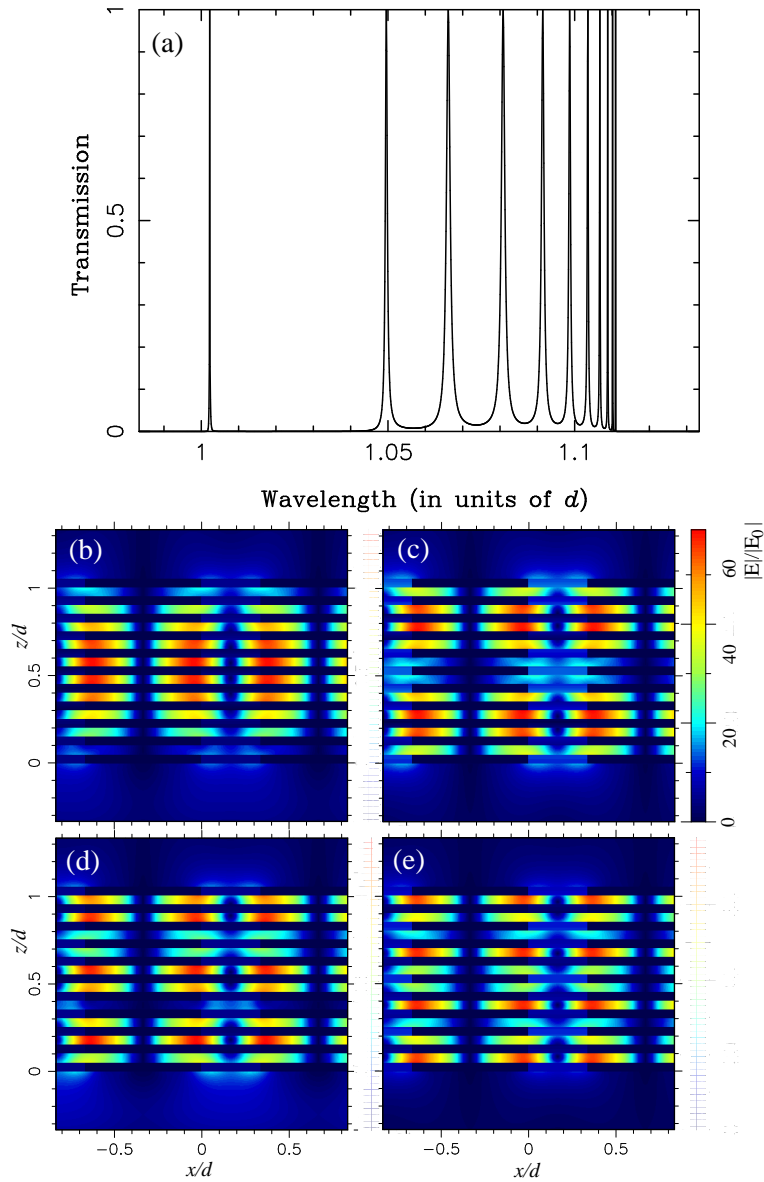 (a)
1
0.5
0
Transmission
1
1.05
1.1
Wavelength (in units of d)
(b)
(c)
|E|/|E0|
60
40
20
0
z/d
1
0.5
0
(d)
(e)
z/d
1
0.5
0
−0.5
0
0.5
x/d
−0.5
0
0.5
x/d